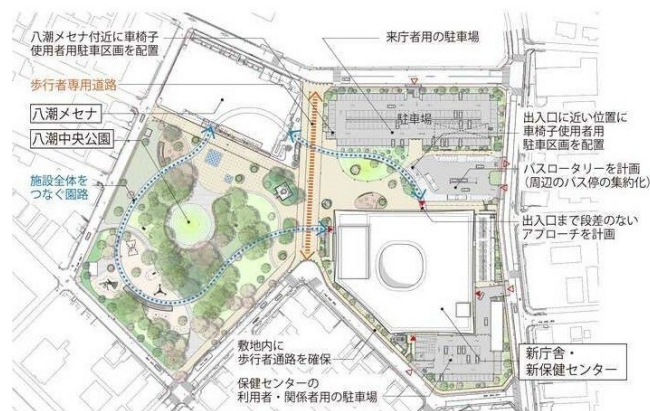 八潮メセナ付近に車椅子
使用者用駐車区画を配置
来庁者用の駐車場
歩行者専用道路
八潮メセナ
八潮中央公園
施設全体を
つなぐ園路
駐車場
出入口に近い位置に
車椅子使用者用
駐車区画を配置
バスロータリーを計画
(周辺のバス停の集約化)
出入口まで段差のない
アプローチを計画
敷地内に
歩行者通路を確保
新庁舎・
新保健センター
保健センターの
利用者・関係者用の駐車場